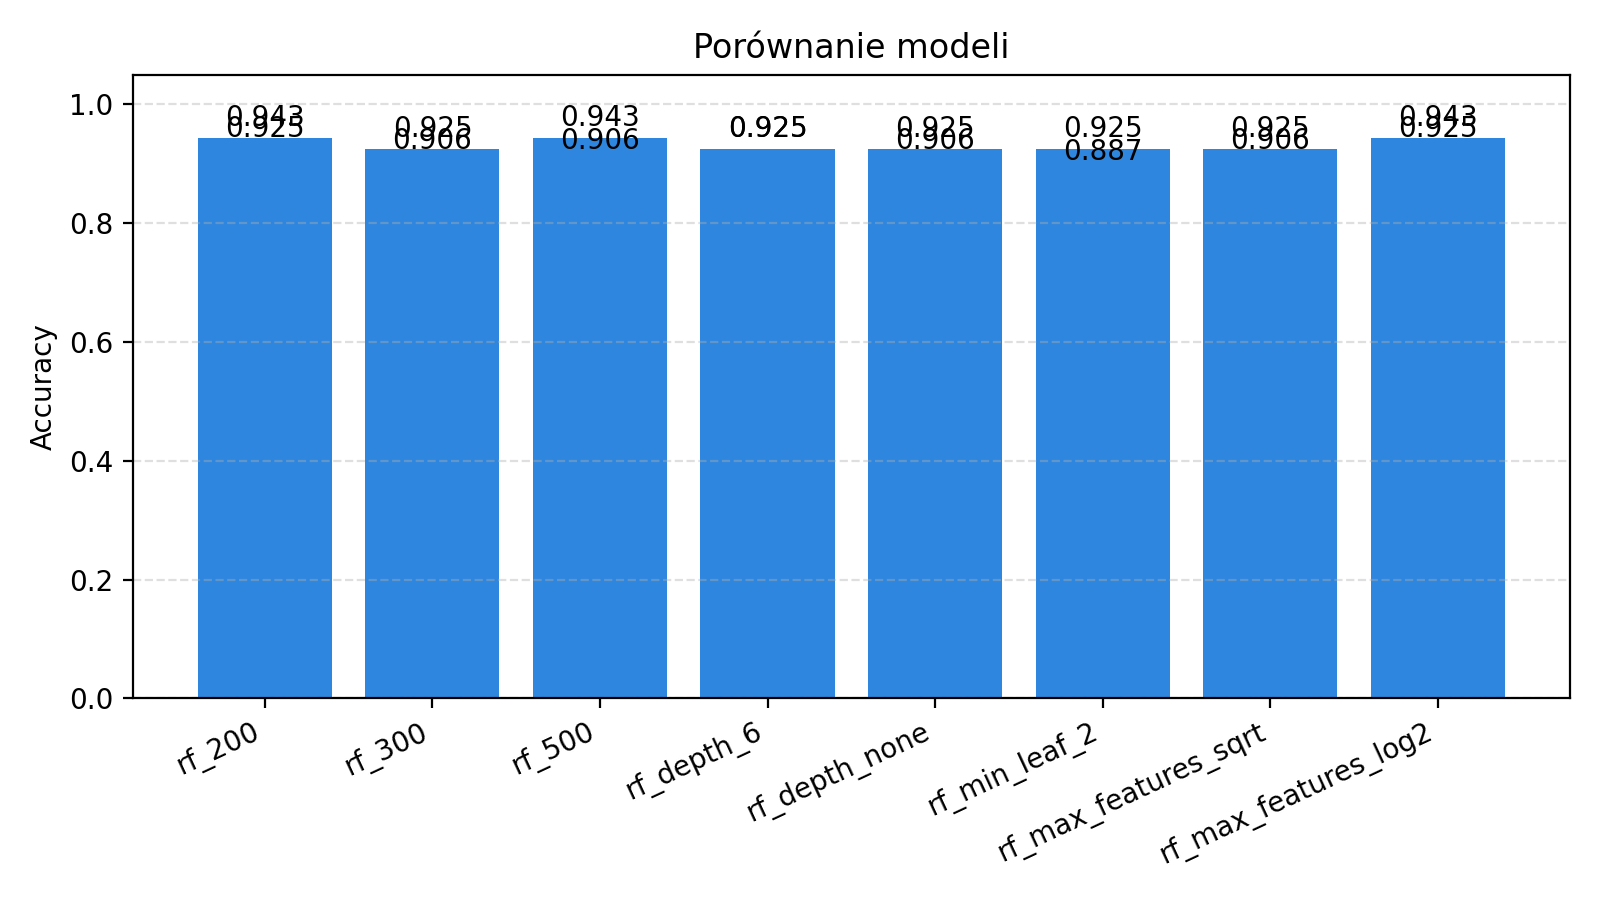 Porównanie modeli
Accuracy
1.0
0.8
0.6
0.4
0.2
0.0
0.943
0.925
0.925
0.906
0.943
0.906
0.925
0.925
0.906
0.925
0.887
0.925
0.906
0.943
0.925
rf_200
rf_300
rf_500
rf_depth_6
rf_depth_none
rf_min_leaf_2
rf_max_features_sqrt
rf_max_features_log2